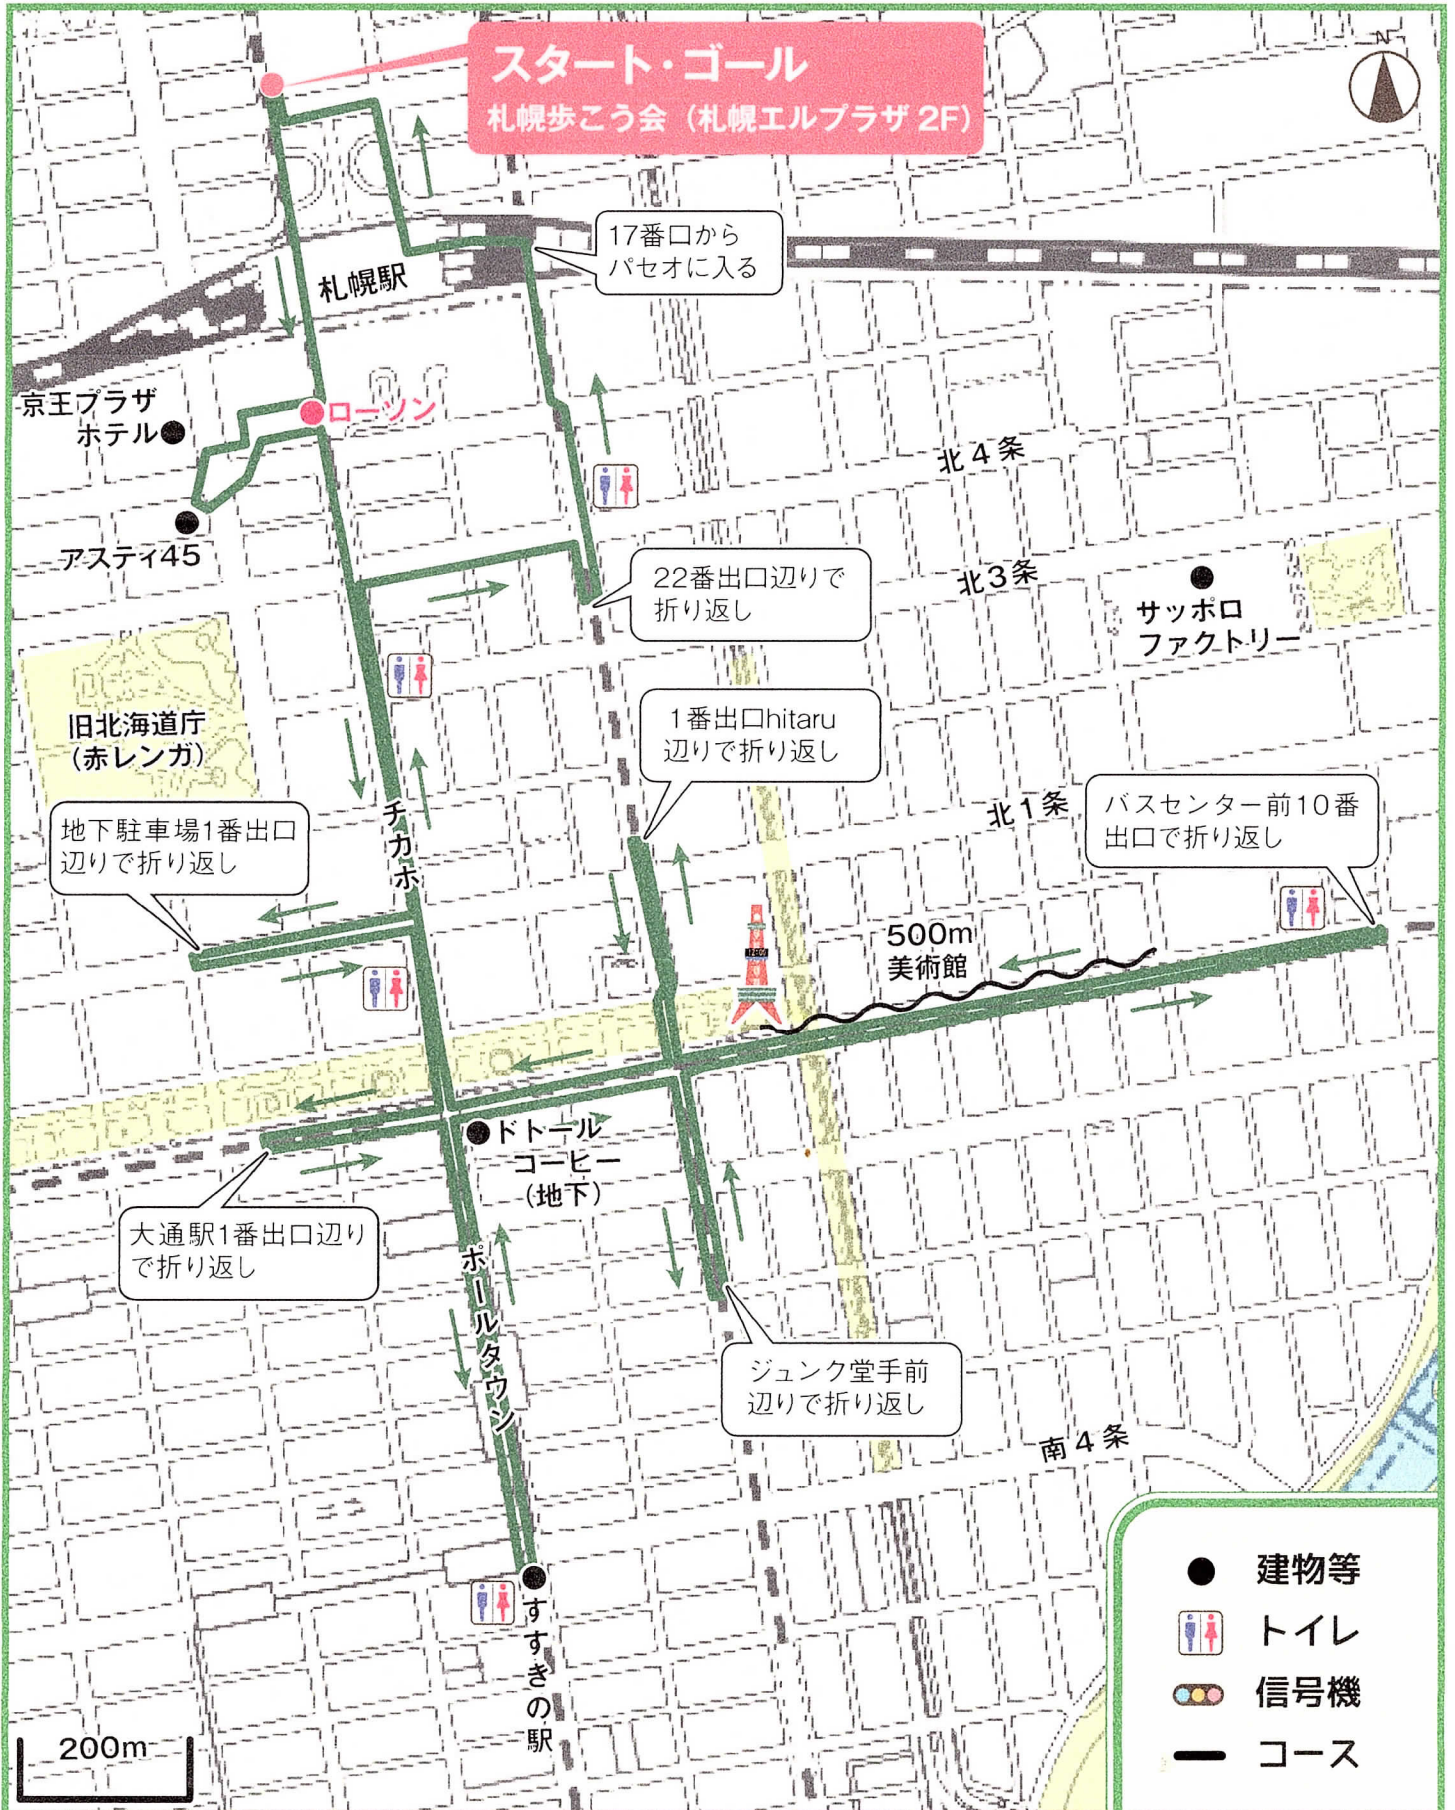 スタート・ゴール
札幌歩こう会（札幌エルプラザ 2F）
N
17番口から
パセオに入る
札幌駅
京王プラザ
ホテル
ローソン
アスティ45
北4条
22番出口辺りで
折り返し
北3条
サッポロ
ファクトリー
旧北海道庁
（赤レンガ）
1番出口hitaru
辺りで折り返し
チカホ
北1条
バスセンター前10番
出口で折り返し
地下駐車場1番出口
辺りで折り返し
500m
美術館
ドトール
コーヒー
（地下）
大通駅1番出口辺り
で折り返し
ポールタウン
ジュンク堂手前
辺りで折り返し
南4条
すすきの駅
200m
建物等
トイレ
信号機
コース